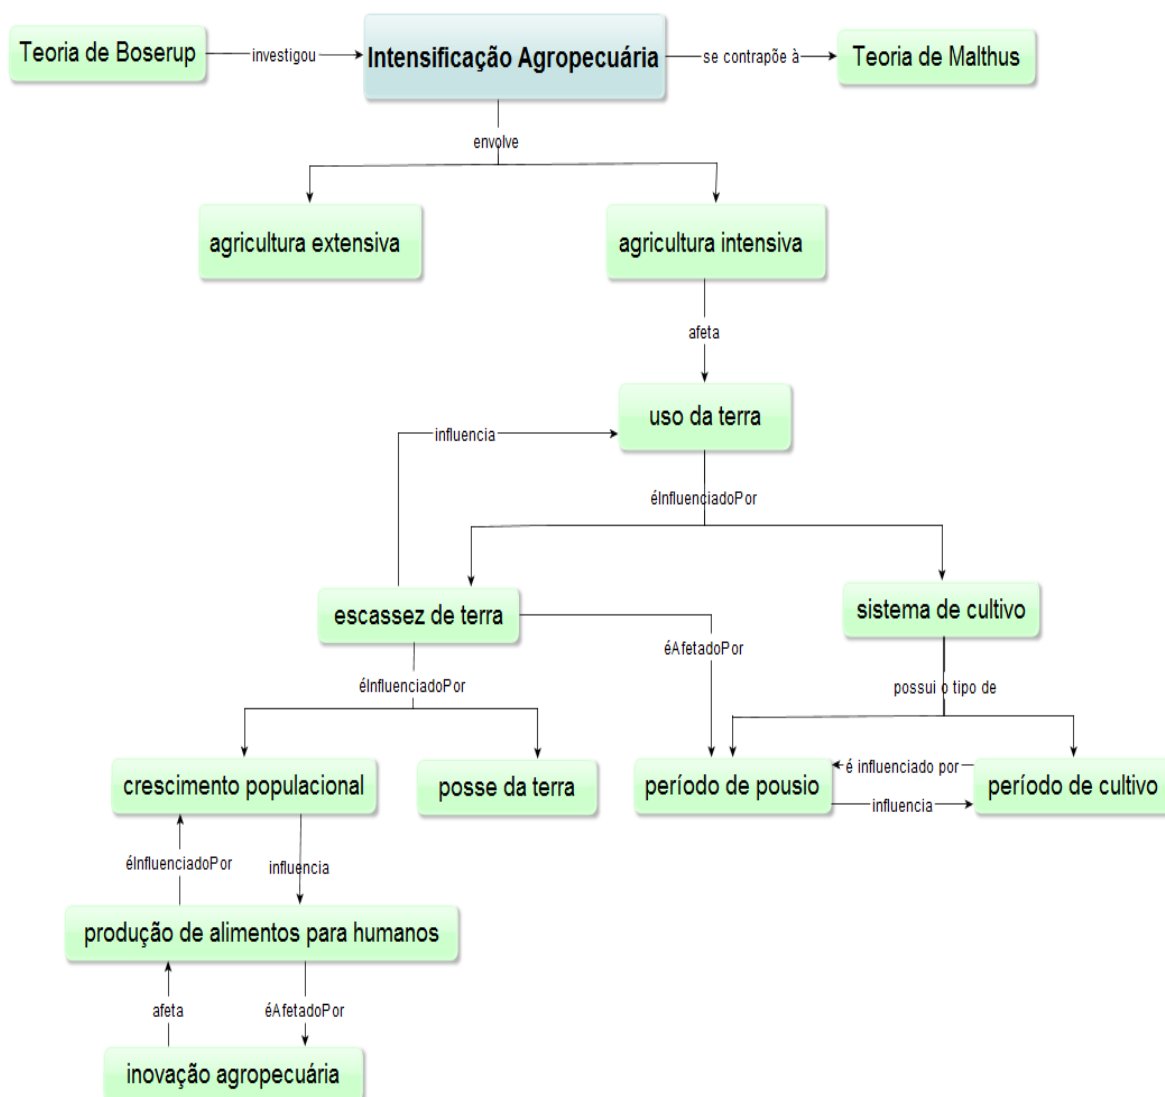 Teoria de Boserup
investigou
Intensificação Agropecuária
se contrapõe à
Teoria de Malthus
envolve
agricultura extensiva
agricultura intensiva
afeta
uso da terra
influencia
éInfluenciadoPor
escassez de terra
sistema de cultivo
éAfetadoPor
éInfluenciadoPor
possui o tipo de
crescimento populacional
posse da terra
período de pousio
é influenciado por
influencia
período de cultivo
éInfluenciadoPor
influencia
produção de alimentos para humanos
afeta
éAfetadoPor
inovação agropecuária